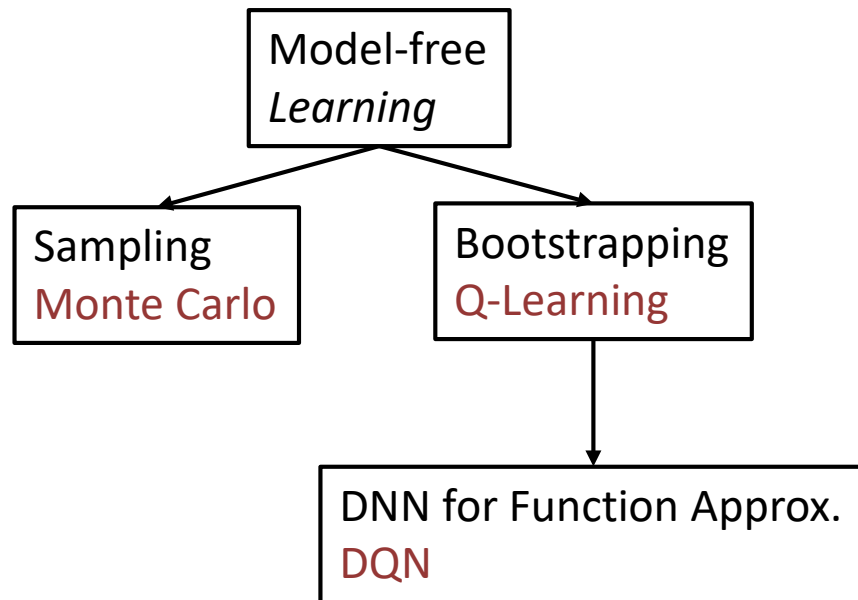 Model-free
Learning
Sampling
Monte Carlo
Bootstrapping
Q-Learning
DNN for Function Approx.
DQN